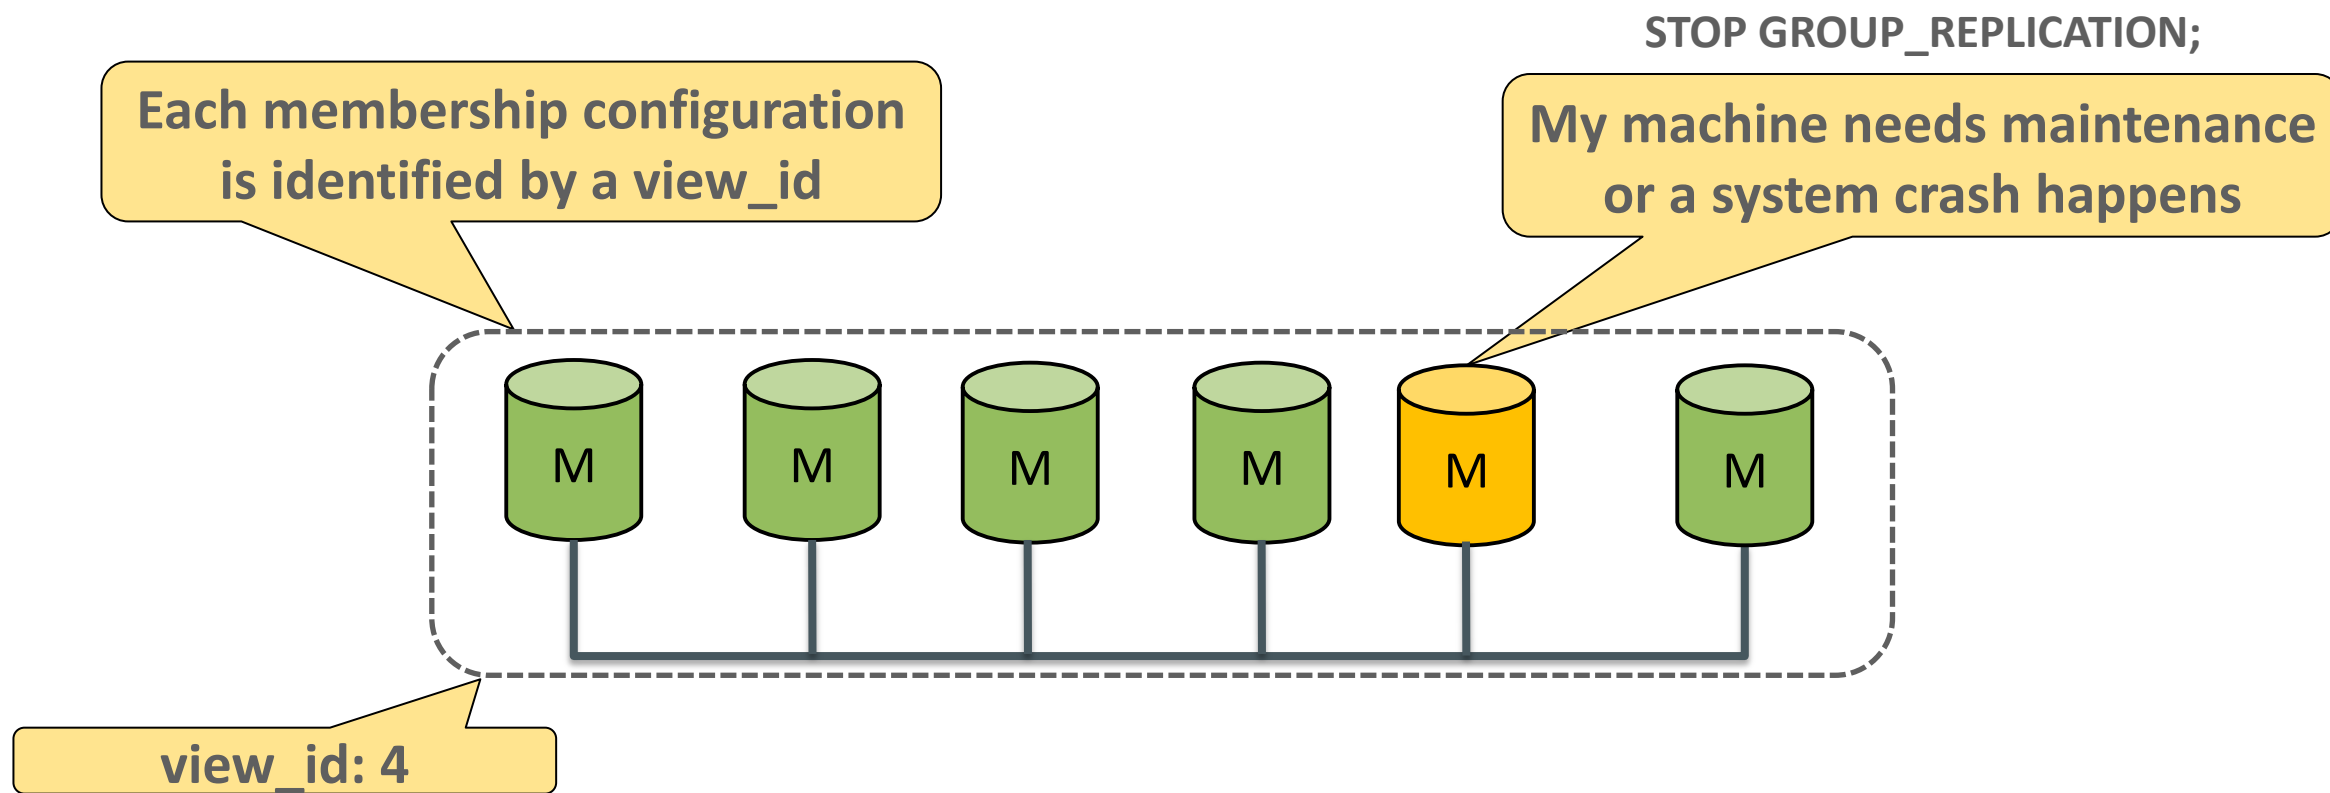 STOP GROUP_REPLICATION;
Each membership configuration
is identified by a view_id
My machine needs maintenance
or a system crash happens
M
M
M
M
M
M
view_id: 4